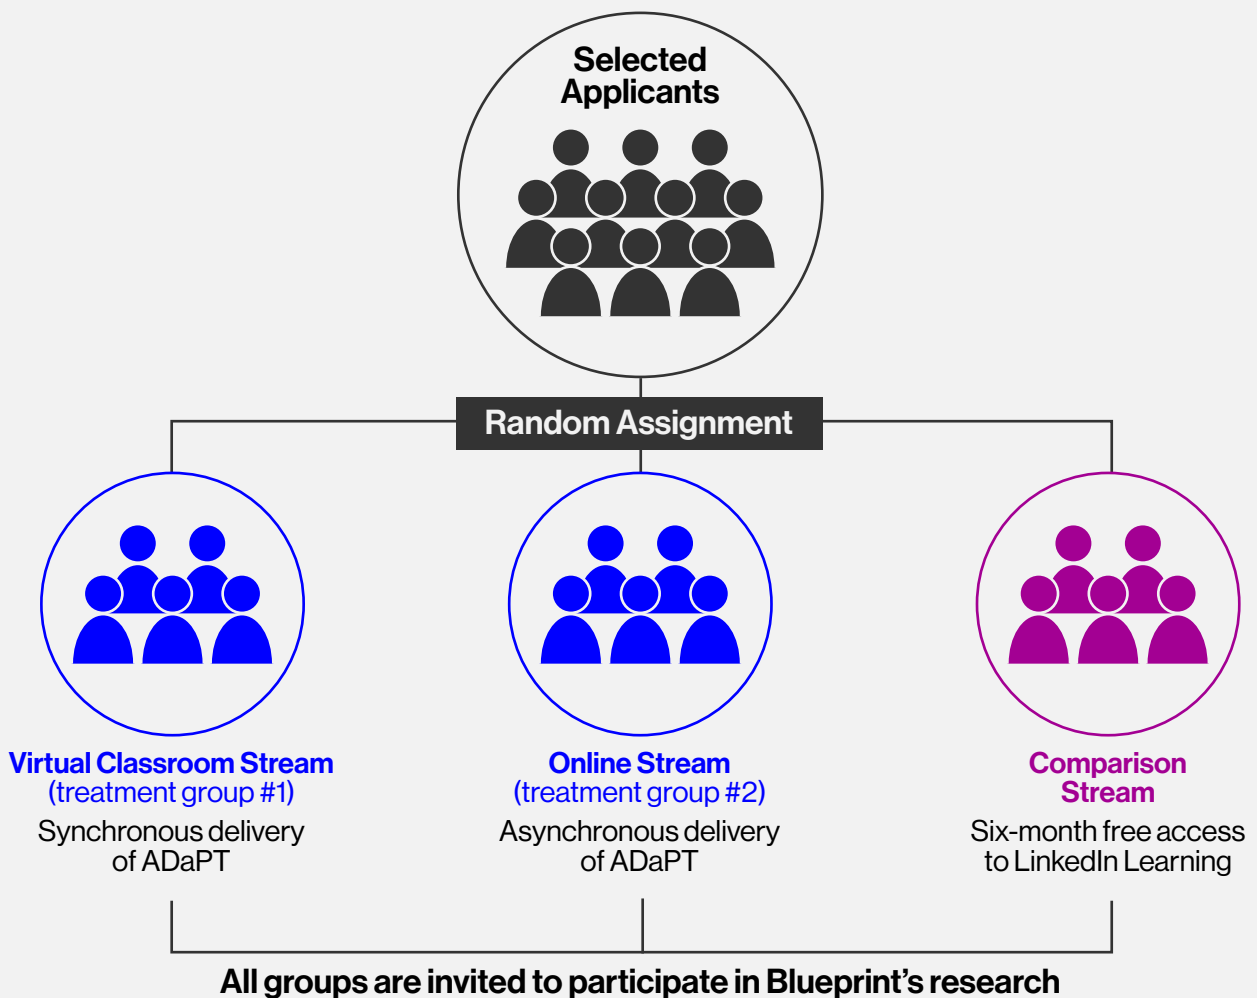 Selected
Applicants
Random Assignment
Virtual Classroom Stream
(treatment group #1)
Synchronous delivery
of ADaPT
Online Stream
(treatment group #2)
Asynchronous delivery
of ADaPT
Comparison
Stream
Six-month free access
to LinkedIn Learning
All groups are invited to participate in Blueprint’s research